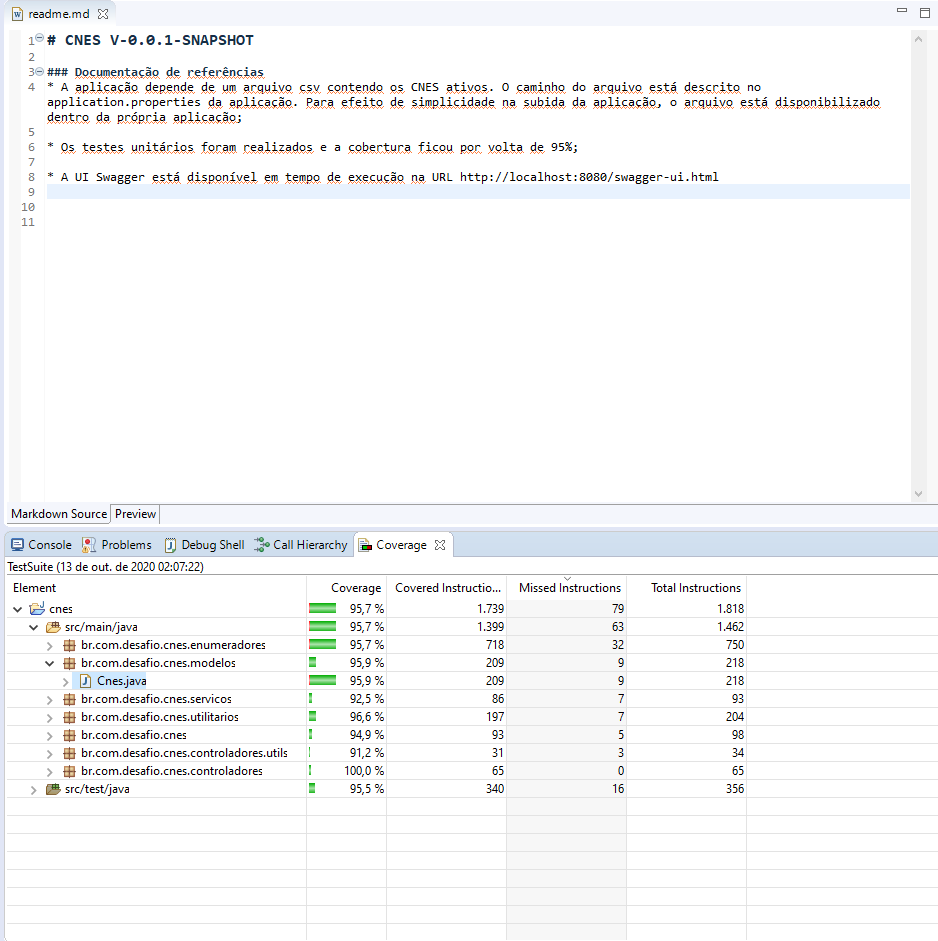 readme.md
1 # CNES V-0.0.1-SNAPSHOT
2
3 ### Documentação de referências
4 * A aplicação depende de um arquivo csv contendo os CNES ativos. O caminho do arquivo está descrito no
application.properties da aplicação. Para efeito de simplicidade na subida da aplicação, o arquivo está disponibilizado
dentro da própria aplicação;
5
6 * Os testes unitários foram realizados e a cobertura ficou por volta de 95%;
7
8 * A UI Swagger está disponível em tempo de execução na URL http://localhost:8080/swagger-ui.html
9
10
11
Markdown Source Preview
Console Problems Debug Shell Call Hierarchy Coverage
TestSuite (13 de out. de 2020 02:07:22)
Element Coverage Covered Instructio... Missed Instructions Total Instructions
cnes 95,7 % 1.739 79 1.818
src/main/java 95,7 % 1.399 63 1.462
br.com.desafio.cnes.enumeradores 95,7 % 718 32 750
br.com.desafio.cnes.modelos 95,9 % 209 9 218
Cnes.java 95,9 % 209 9 218
br.com.desafio.cnes.servicos 92,5 % 86 7 93
br.com.desafio.cnes.utilitarios 96,6 % 197 7 204
br.com.desafio.cnes 94,9 % 93 5 98
br.com.desafio.cnes.controladores.utils 91,2 % 31 3 34
br.com.desafio.cnes.controladores 100,0 % 65 0 65
src/test/java 95,5 % 340 16 356